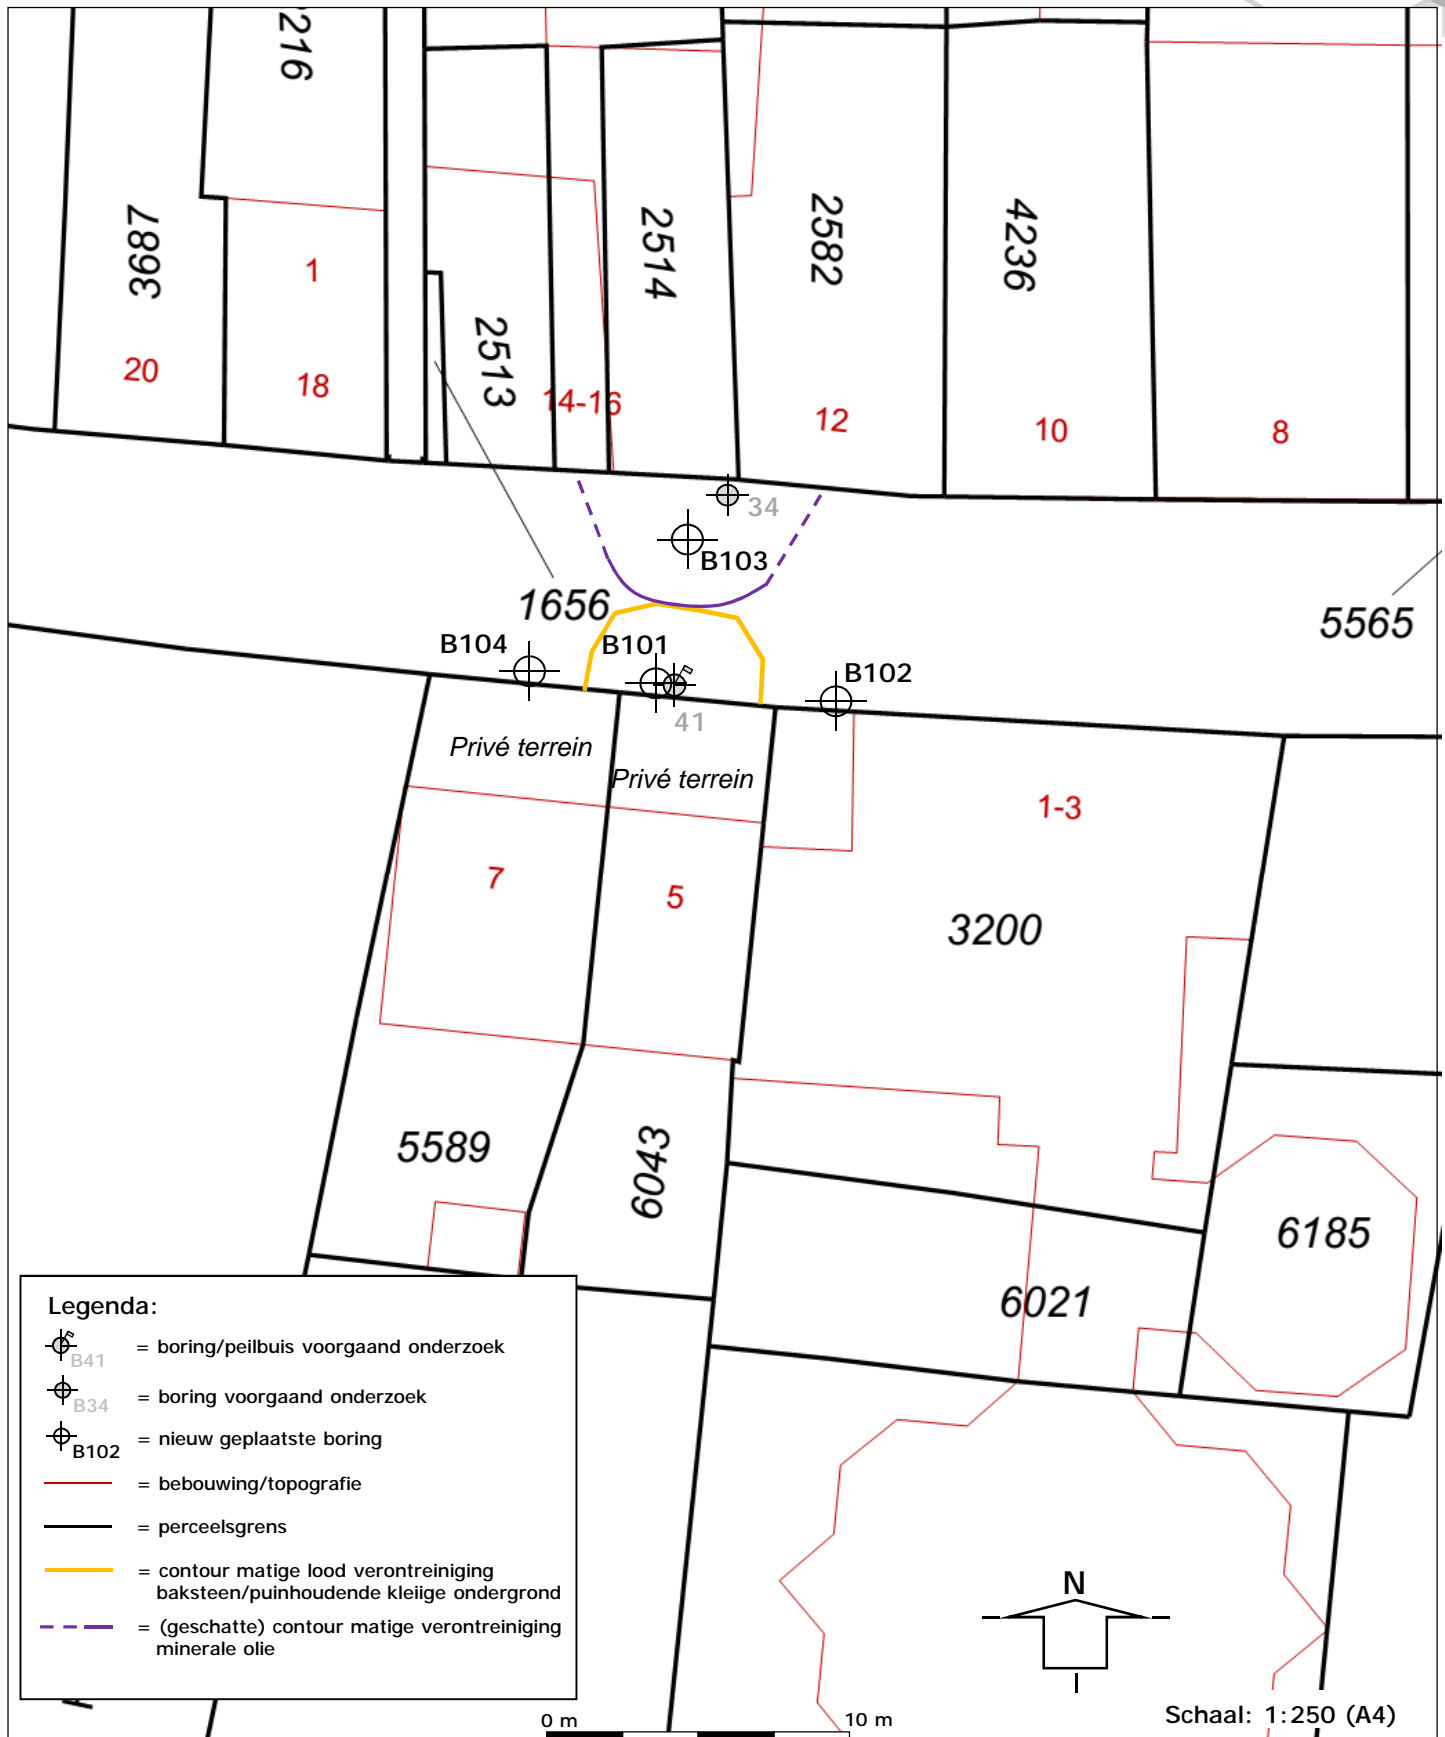 2216
3897
1
20
18
2513
14-16
2514
2582
12
4236
10
8
34
B103
1656
5565
B104
B101
B102
41
Privé terrein
Privé terrein
1-3
7
5
3200
5589
6043
6185
6021
Legenda:
B41 = boring/peilbuis voorgaand onderzoek
B34 = boring voorgaand onderzoek
B102 = nieuw geplaatste boring
= bebouwing/topografie
= perceelsgrens
= contour matige lood verontreiniging
baksteen/puinhoudende kleiige ondergrond
= (geschatte) contour matige verontreiniging
minerale olie
N
0 m
10 m
Schaal: 1:250 (A4)